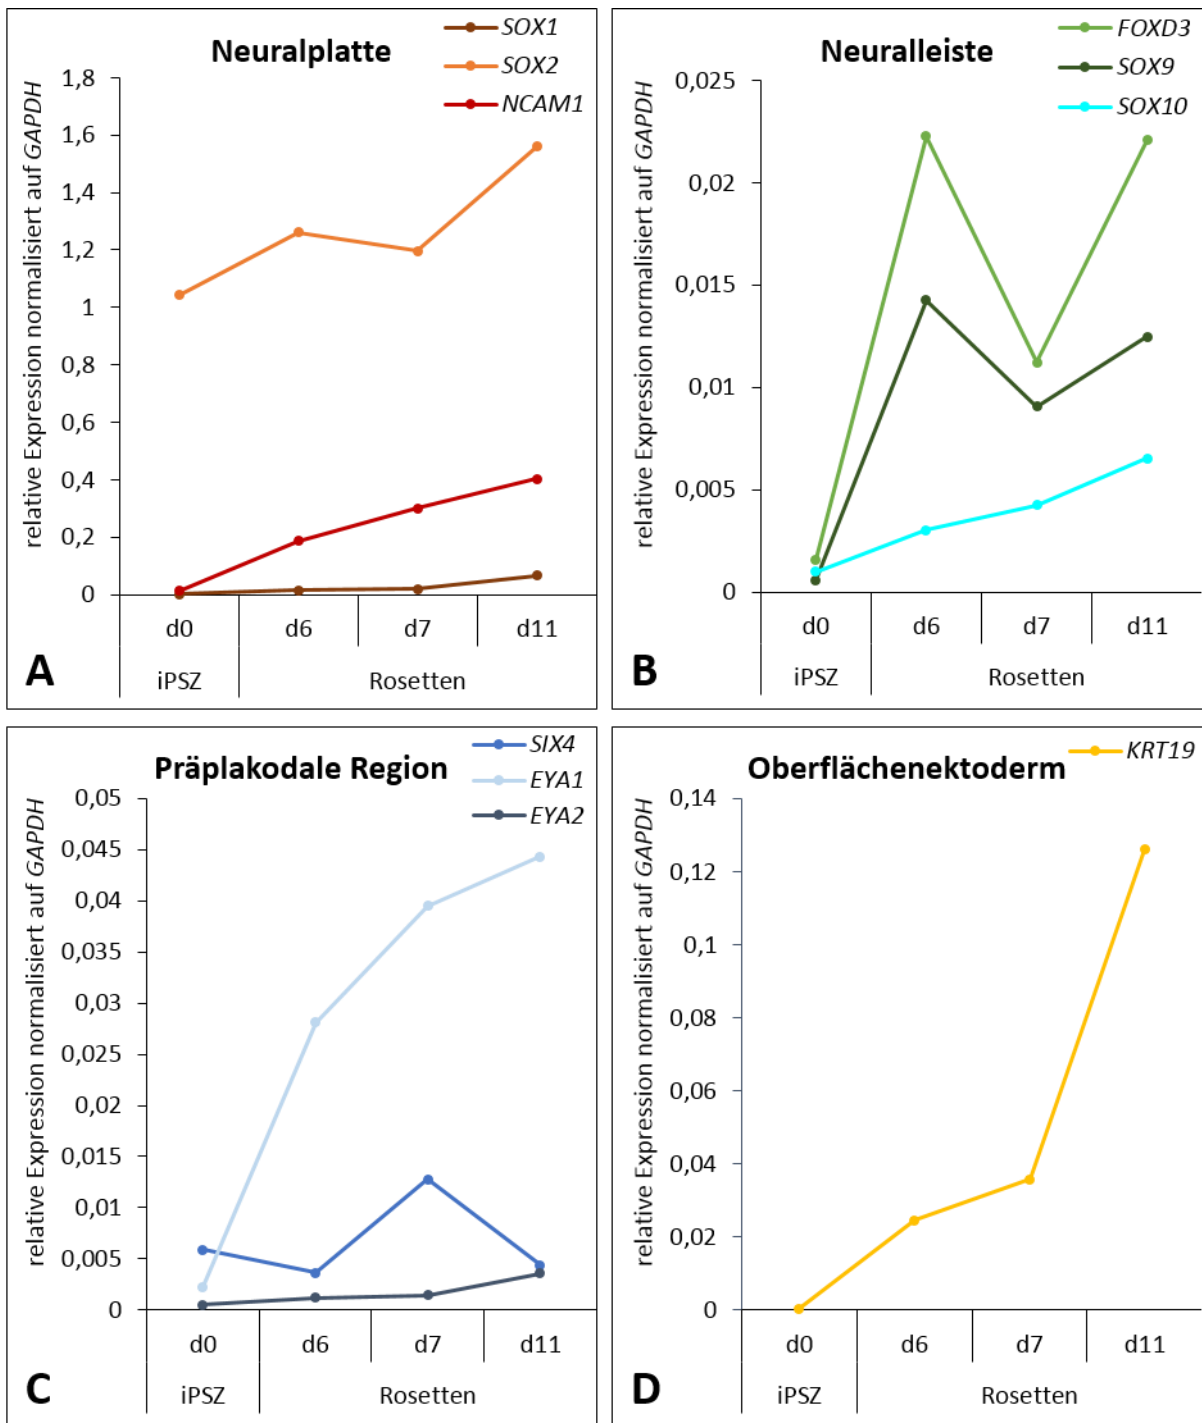 Neuralplatte
SOX1
SOX2
NCAM1
relative Expression normalisiert auf GAPDH
1,8
1,6
1,4
1,2
1
0,8
0,6
0,4
0,2
0
d0 d6 d7 d11
iPSZ Rosetten
A
Neuralleiste
FOXD3
SOX9
SOX10
relative Expression normalisiert auf GAPDH
0,025
0,02
0,015
0,01
0,005
0
d0 d6 d7 d11
iPSZ Rosetten
B
Präplakodale Region
SIX4
EYA1
EYA2
relative Expression normalisiert auf GAPDH
0,05
0,045
0,04
0,035
0,03
0,025
0,02
0,015
0,01
0,005
0
d0 d6 d7 d11
iPSZ Rosetten
C
Oberflächenektoderm
KRT19
relative Expression normalisiert auf GAPDH
0,14
0,12
0,1
0,08
0,06
0,04
0,02
0
d0 d6 d7 d11
iPSZ Rosetten
D